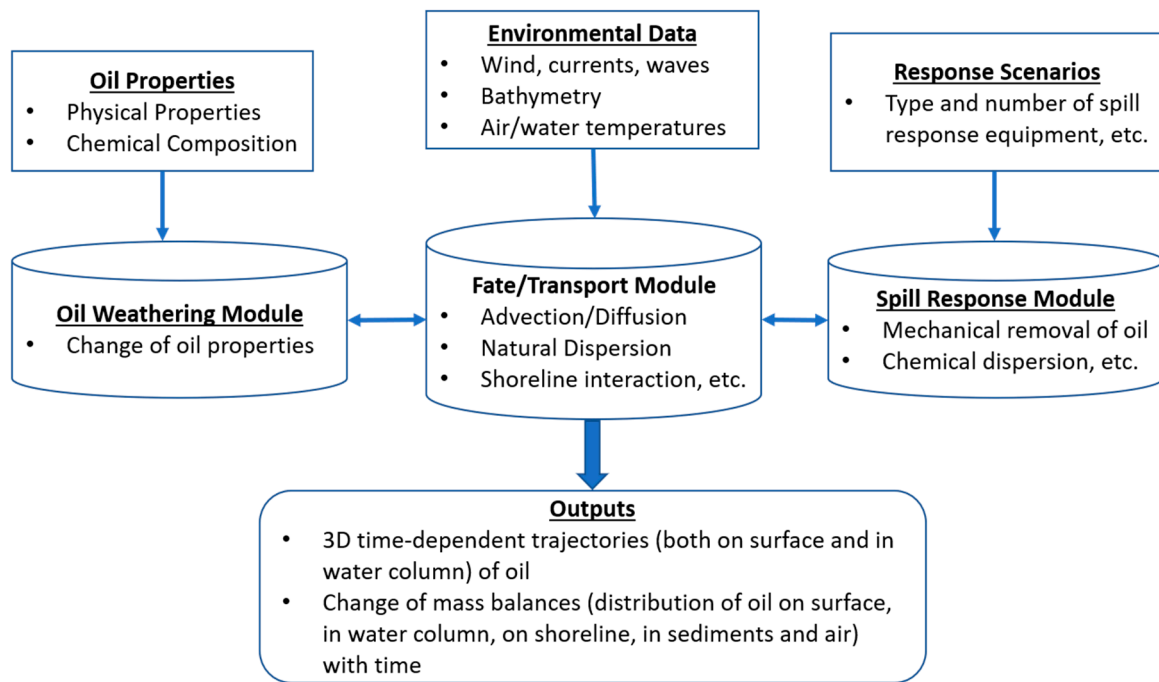 Oil Properties
• Physical Properties
• Chemical Composition
Environmental Data
• Wind, currents, waves
• Bathymetry
• Air/water temperatures
Response Scenarios
• Type and number of spill
response equipment, etc.
Oil Weathering Module
• Change of oil properties
Fate/Transport Module
• Advection/Diffusion
• Natural Dispersion
• Shoreline interaction, etc.
Spill Response Module
• Mechanical removal of oil
• Chemical dispersion, etc.
Outputs
• 3D time-dependent trajectories (both on surface and in
water column) of oil
• Change of mass balances (distribution of oil on surface,
in water column, on shoreline, in sediments and air)
with time